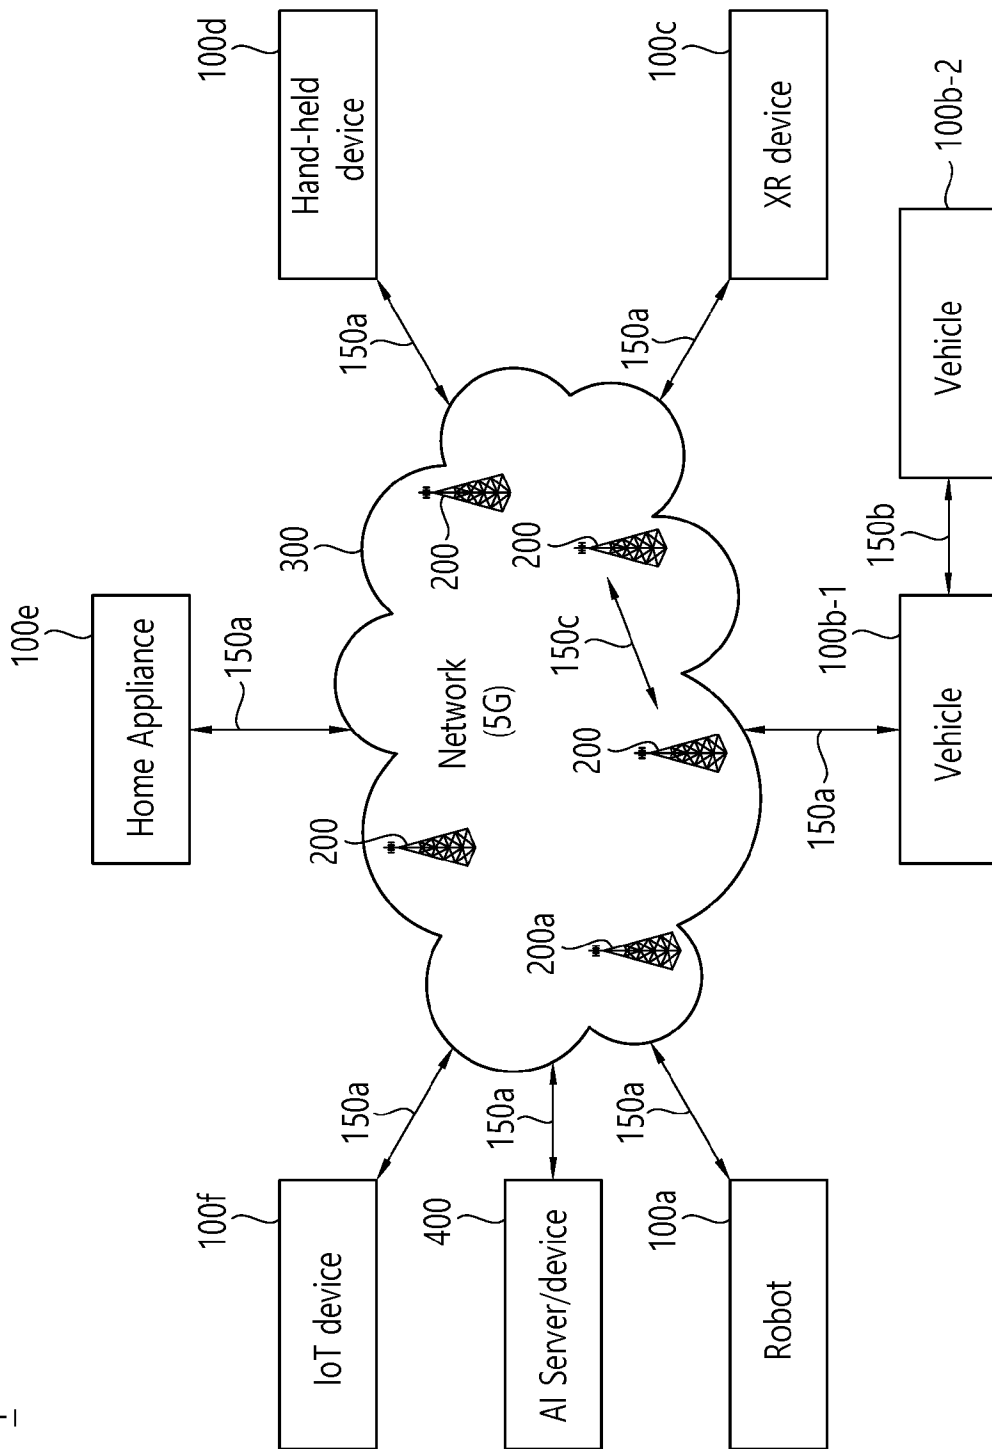 100e
Home Appliance
150a
100f
100d
IoT device
Hand-held
device
150a
200
300
150a
400
AI Server/device
150a
Network
(5G)
200
200a
200
150c
200
150a
150a
100a
100c
Robot
XR device
150a
100b-1
150b
100b-2
Vehicle
Vehicle